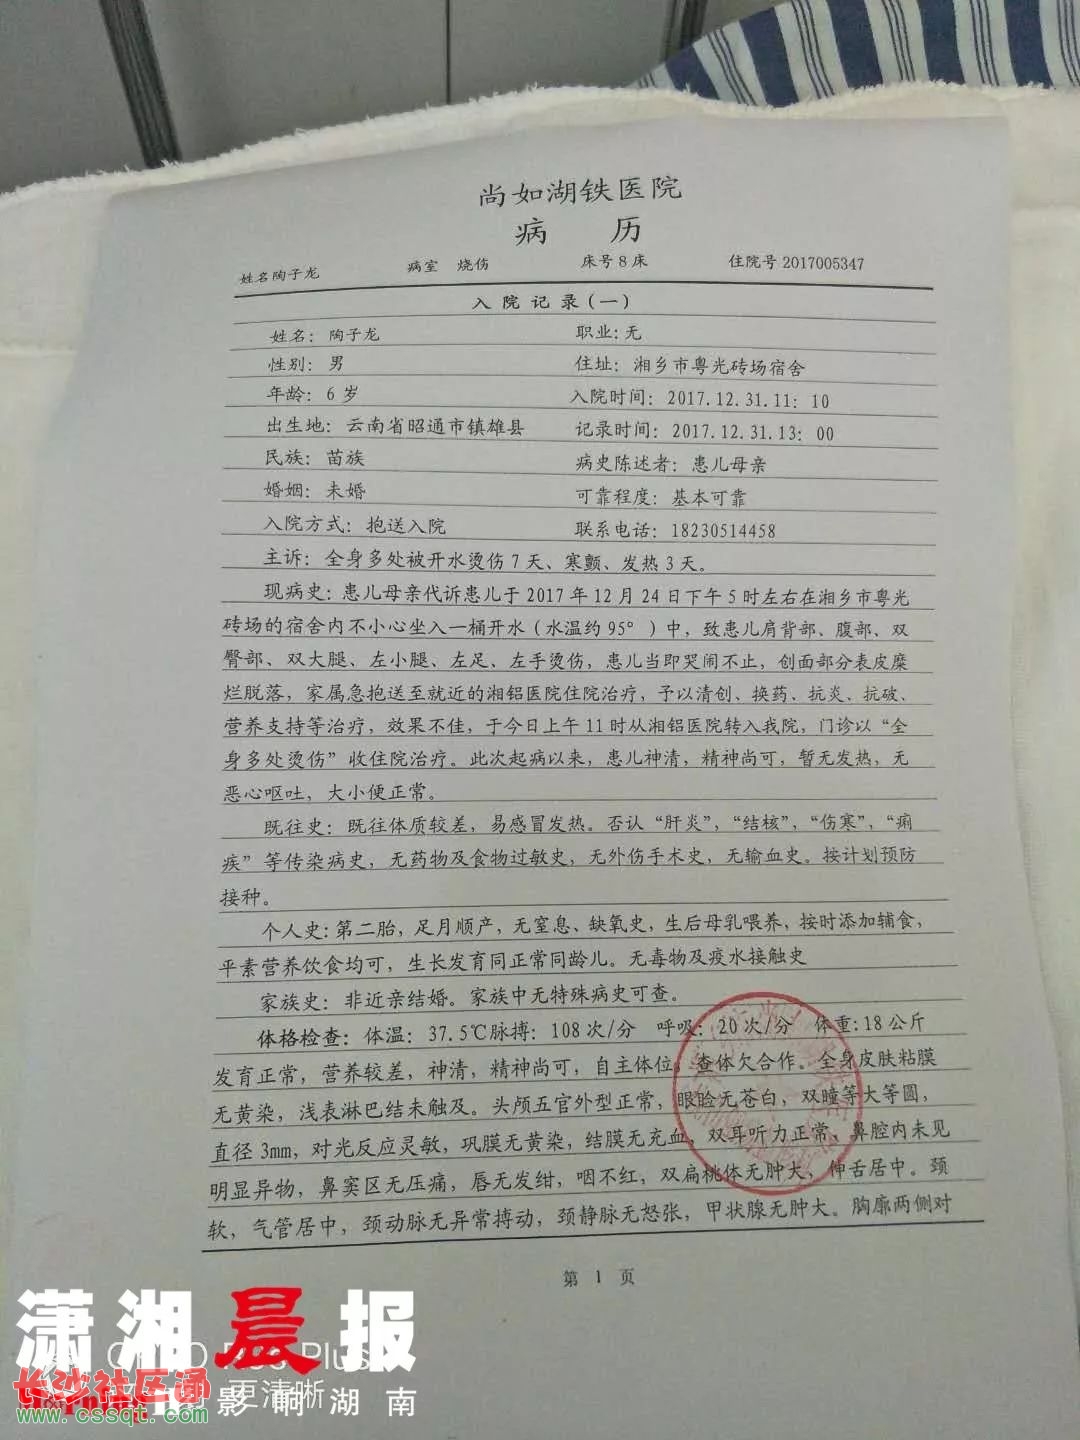 尚如湖铁医院
病 历
姓名陶子龙 病室 烧伤 床号8床 住院号2017005347
入院记录(一)
姓名：陶子龙 职业：无
性别：男 住址：湘乡市粤光砖场宿舍
年龄：6岁 入院时间：2017.12.31.11：10
出生地：云南省昭通市镇雄县 记录时间：2017.12.31.13：00
民族：苗族 病史陈述者：患儿母亲
婚姻：未婚 可靠程度：基本可靠
入院方式：抱送入院 联系电话：18230514458
主诉：全身多处被开水烫伤7天、寒颤、发热3天。
现病史：患儿母亲代诉患儿于2017年12月24日下午5时左右在湘乡市粤光
砖场的宿舍内不小心坐入一桶开水（水温约95°）中，致患儿肩背部、腹部、双
臀部、双大腿、左小腿、左足、左手烫伤，患儿当即哭闹不止，创面部分表皮糜
烂脱落，家属急抱送至就近的湘铝医院住院治疗，予以清创、换药、抗炎、抗破、
营养支持等治疗，效果不佳，于今日上午11时从湘铝医院转入我院，门诊以“全
身多处烫伤”收住院治疗。此次起病以来，患儿神清，精神尚可，暂无发热，无
恶心呕吐，大小便正常。
既往史：既往体质较差，易感冒发热。否认“肝炎”，“结核”，“伤寒”，“痢
疾”等传染病史，无药物及食物过敏史，无外伤手术史，无输血史。按计划预防
接种。
个人史：第二胎，足月顺产，无窒息、缺氧史，生后母乳喂养，按时添加辅食，
平素营养饮食均可，生长发育同正常同龄儿。无毒物及疫水接触史
家族史：非近亲结婚。家族中无特殊病史可查。
体格检查：体温：37.5℃脉搏：108次/分 呼吸：20次/分 体重：18公斤
发育正常，营养较差，神清，精神尚可，自主体位，查体欠合作。全身皮肤粘膜
无黄染，浅表淋巴结未触及。头颅五官外型正常，眼睑无苍白，双瞳等大等圆，
直径3mm，对光反应灵敏，巩膜无黄染，结膜无充血，双耳听力正常，鼻腔内未见
明显异物，鼻窦区无压痛，唇无发绀，咽不红，双扁桃体无肿大，伸舌居中。颈
软，气管居中，颈动脉无异常搏动，颈静脉无怒张，甲状腺无肿大。胸廓两侧对
第 1 页
潇湘晨报
长沙社区通
更清晰
影响湖南
www.cssqt.com